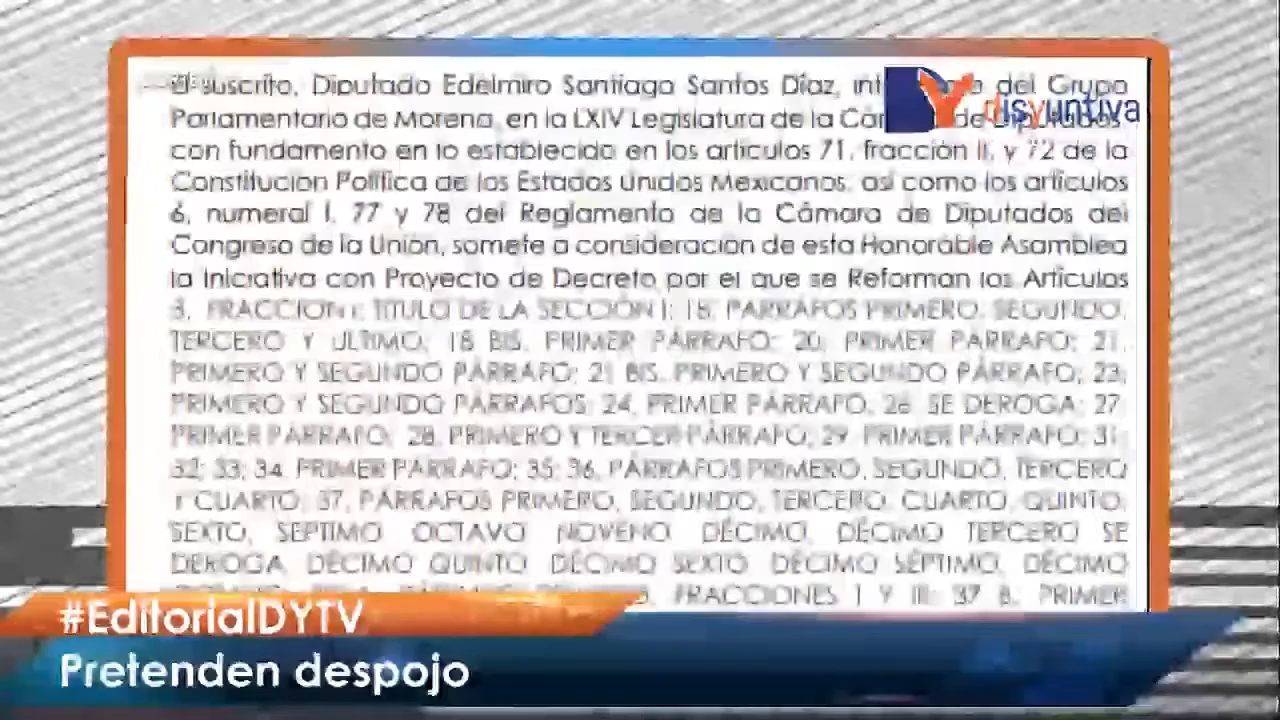 El suscrito, Diputado Edelmiro Santiago Santos Díaz, del Grupo
Parlamentario de Morena, en la LXIV Legislatura de la de Diputados
con fundamento en lo establecido en los artículos 71, fracción II, y 72 de la
Constitución Política de los Estados Unidos Mexicanos, así como los artículos
6, numeral I, 77 y 78 del Reglamento de la Cámara de Diputados del
Congreso de la Unión, somete a consideración de esta Honorable Asamblea
la Iniciativa con Proyecto de Decreto por el que se Reforman los Artículos
3, FRACCION I; TITULO DE LA SECCIÓN I; PÁRRAFOS PRIMERO, SEGUNDO,
TERCERO Y ULTIMO; 18 BIS, PRIMER PÁRRAFO; 20, PRIMER PÁRRAFO; 21,
PRIMERO Y SEGUNDO PÁRRAFO; 21 BIS, PRIMERO Y SEGUNDO PÁRRAFO; 23,
PRIMERO Y SEGUNDO PÁRRAFOS; 24, PRIMER PÁRRAFO; 26, SE DEROGA; 27,
PRIMER PÁRRAFO; 28, PRIMERO Y TERCER PÁRRAFO; 29, PRIMER PÁRRAFO; 31;
32; 33; 34, PRIMER PÁRRAFO; 35; 36, PÁRRAFOS PRIMERO, SEGUNDO, TERCERO
Y CUARTO; 37, PÁRRAFOS PRIMERO, SEGUNDO, TERCERO, CUARTO, QUINTO,
SEXTO, SEPTIMO OCTAVO NOVENO DÉCIMO, DÉCIMO TERCERO SE
DEROGA, DÉCIMO QUINTO, DÉCIMO SEXTO DÉCIMO SÉPTIMO, DÉCIMO
FRACCIONES I Y III; 37 B, PRIMER
disyuntiva
#EditorialDYTV
Pretenden despojo